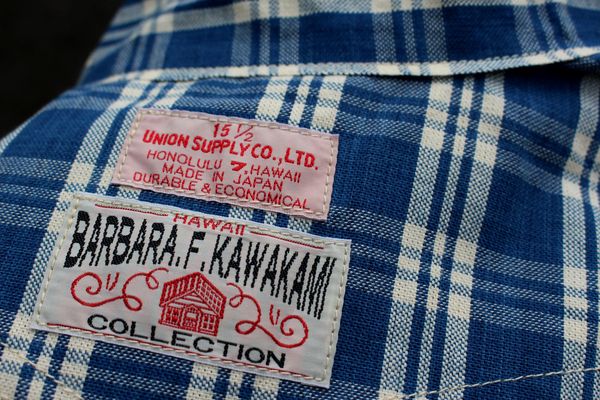 15 1/2
UNION SUPPLY CO., LTD.
HONOLULU 7, HAWAII
MADE IN JAPAN
DURABLE & ECONOMICAL
HAWAII
BARBARA.F.KAWAKAMI
COLLECTION